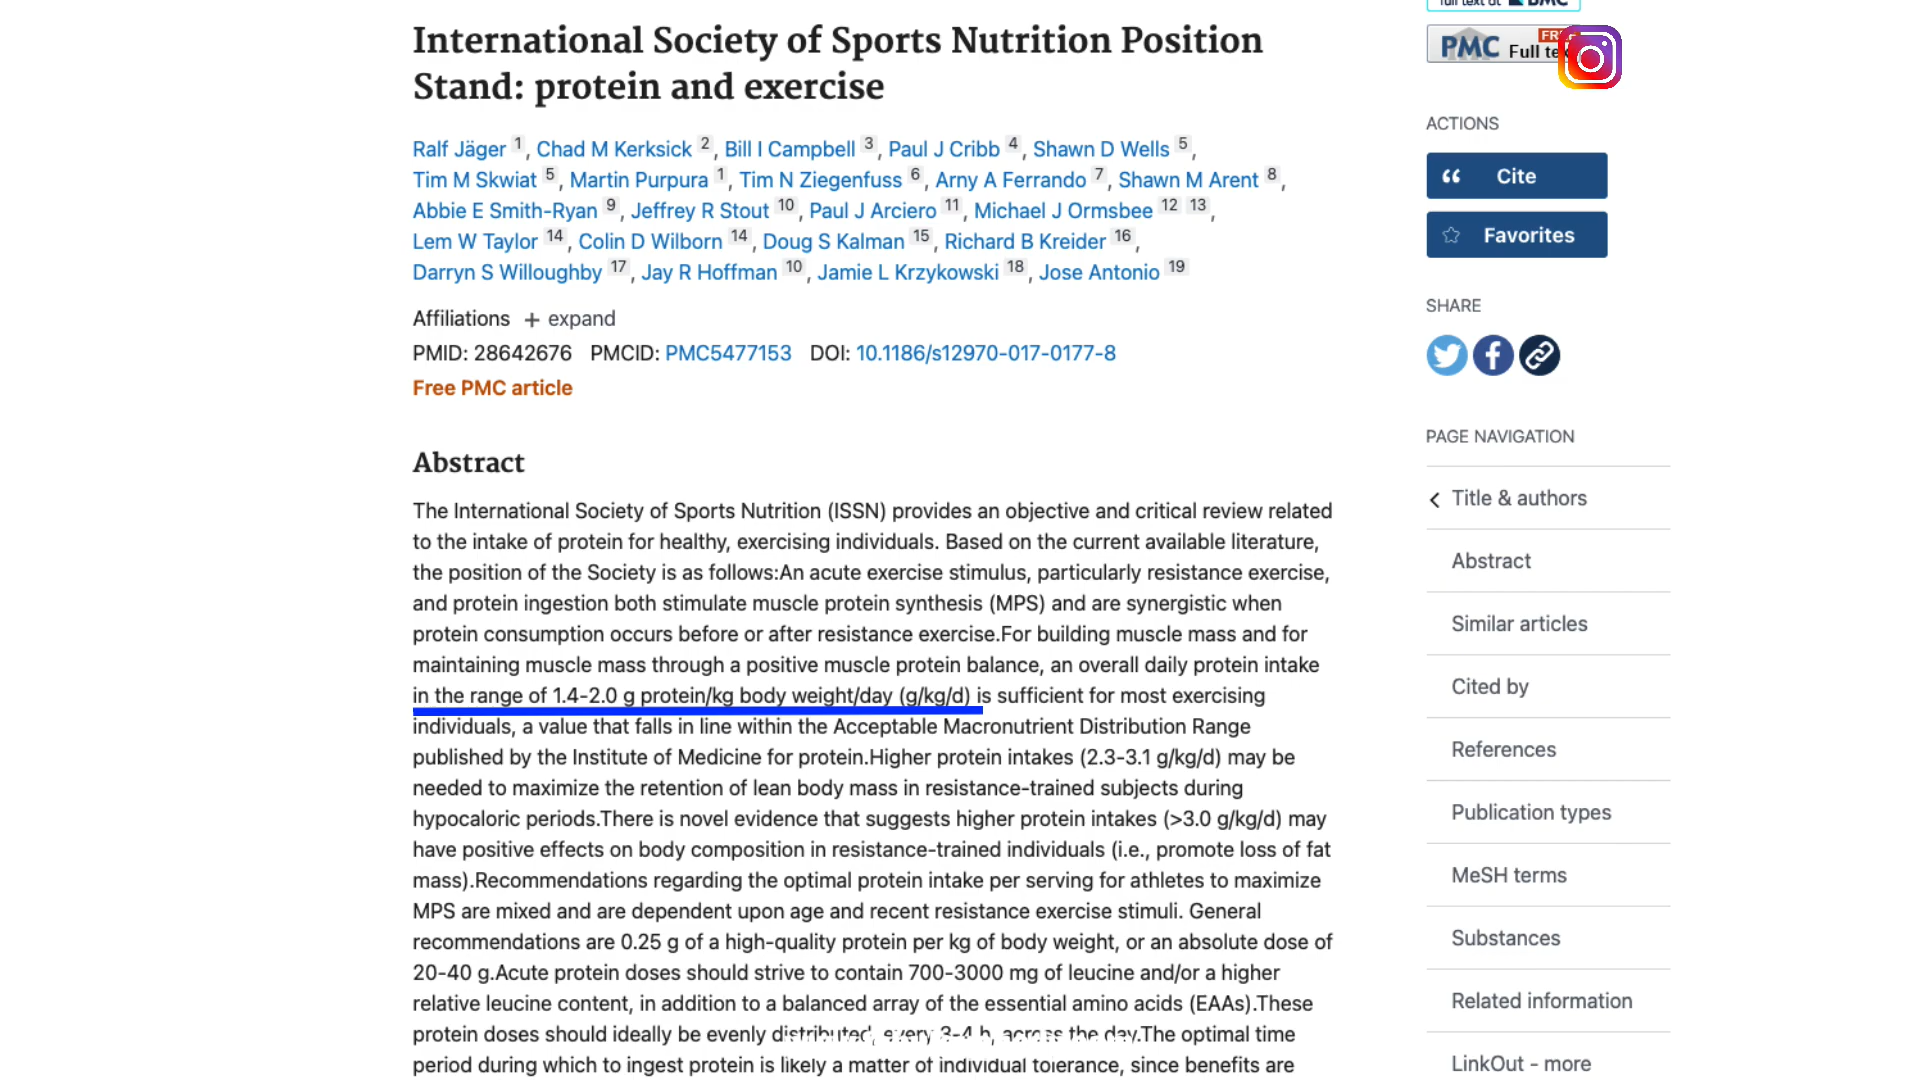 International Society of Sports Nutrition Position
Stand: protein and exercise
Ralf Jäger 1, Chad M Kerksick 2, Bill I Campbell 3, Paul J Cribb 4, Shawn D Wells 5,
Tim M Skwiat 5, Martin Purpura 1, Tim N Ziegenfuss 6, Arny A Ferrando 7, Shawn M Arent 8,
Abbie E Smith-Ryan 9, Jeffrey R Stout 10, Paul J Arciero 11, Michael J Ormsbee 12 13,
Lem W Taylor 14, Colin D Wilborn 14, Doug S Kalman 15, Richard B Kreider 16,
Darryn S Willoughby 17, Jay R Hoffman 10, Jamie L Krzykowski 18, Jose Antonio 19
Affiliations + expand
PMID: 28642676 PMCID: PMC5477153 DOI: 10.1186/s12970-017-0177-8
Free PMC article
Abstract
The International Society of Sports Nutrition (ISSN) provides an objective and critical review related
to the intake of protein for healthy, exercising individuals. Based on the current available literature,
the position of the Society is as follows:An acute exercise stimulus, particularly resistance exercise,
and protein ingestion both stimulate muscle protein synthesis (MPS) and are synergistic when
protein consumption occurs before or after resistance exercise.For building muscle mass and for
maintaining muscle mass through a positive muscle protein balance, an overall daily protein intake
in the range of 1.4-2.0 g protein/kg body weight/day (g/kg/d) is sufficient for most exercising
individuals, a value that falls in line within the Acceptable Macronutrient Distribution Range
published by the Institute of Medicine for protein.Higher protein intakes (2.3-3.1 g/kg/d) may be
needed to maximize the retention of lean body mass in resistance-trained subjects during
hypocaloric periods.There is novel evidence that suggests higher protein intakes (>3.0 g/kg/d) may
have positive effects on body composition in resistance-trained individuals (i.e., promote loss of fat
mass).Recommendations regarding the optimal protein intake per serving for athletes to maximize
MPS are mixed and are dependent upon age and recent resistance exercise stimuli. General
recommendations are 0.25 g of a high-quality protein per kg of body weight, or an absolute dose of
20-40 g.Acute protein doses should strive to contain 700-3000 mg of leucine and/or a higher
relative leucine content, in addition to a balanced array of the essential amino acids (EAAs).These
protein doses should ideally be evenly distributed, every 3-4 h, across the day.The optimal time
period during which to ingest protein is likely a matter of individual tolerance, since benefits are
full text at BMC
PMC Full
ACTIONS
Cite
Favorites
SHARE
PAGE NAVIGATION
Title & authors
Abstract
Similar articles
Cited by
References
Publication types
MeSH terms
Substances
Related information
LinkOut - more